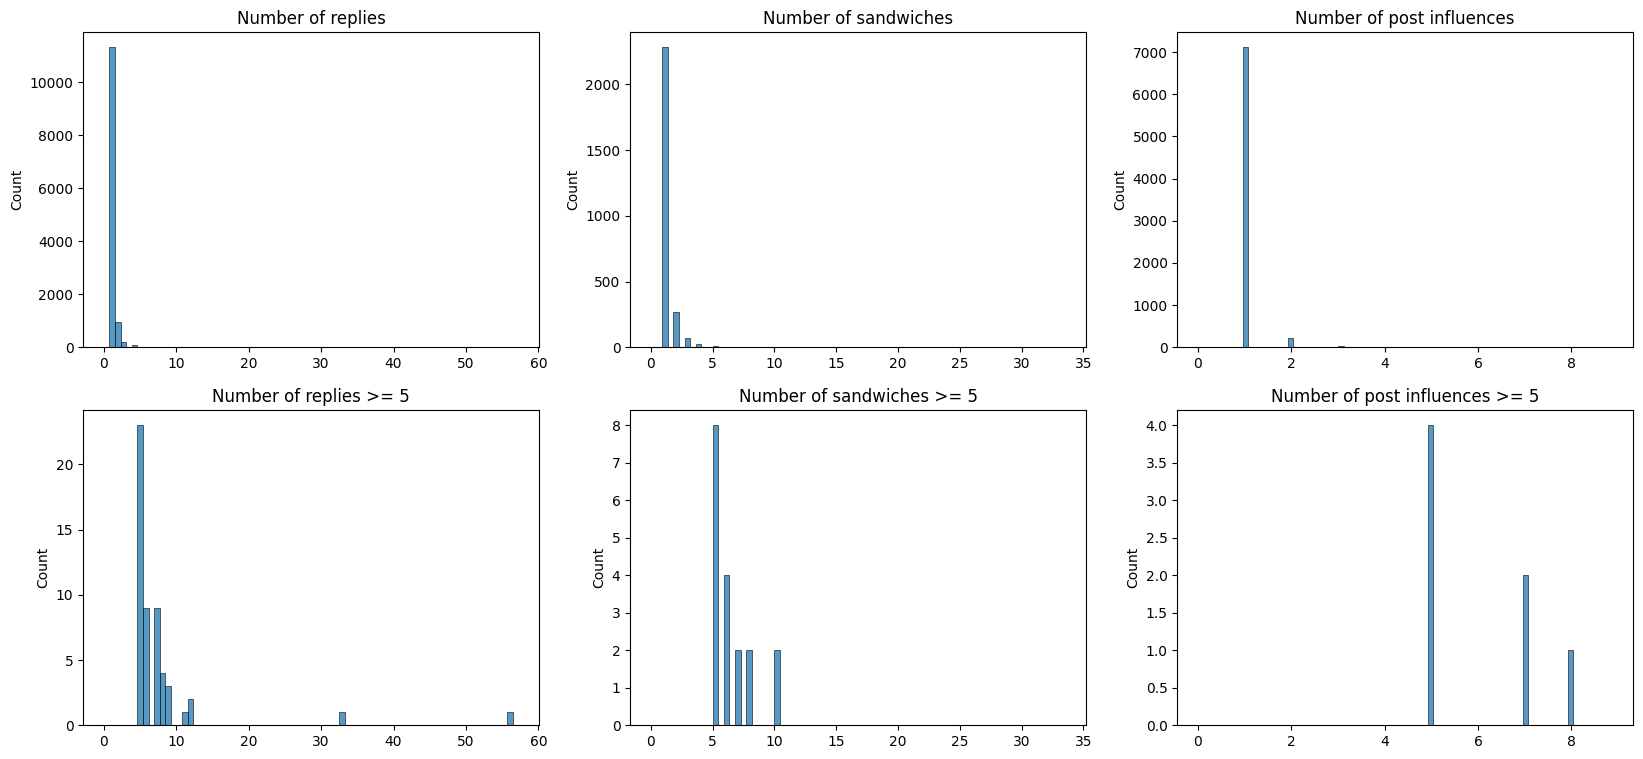 Number of replies
Count
10000
8000
6000
4000
2000
0
0 10 20 30 40 50 60
Number of sandwiches
Count
2000
1500
1000
500
0
0 5 10 15 20 25 30 35
Number of post influences
Count
7000
6000
5000
4000
3000
2000
1000
0
0 2 4 6 8
Number of replies >= 5
Count
20
15
10
5
0
0 10 20 30 40 50 60
Number of sandwiches >= 5
Count
8
7
6
5
4
3
2
1
0
0 5 10 15 20 25 30 35
Number of post influences >= 5
Count
4.0
3.5
3.0
2.5
2.0
1.5
1.0
0.5
0.0
0 2 4 6 8